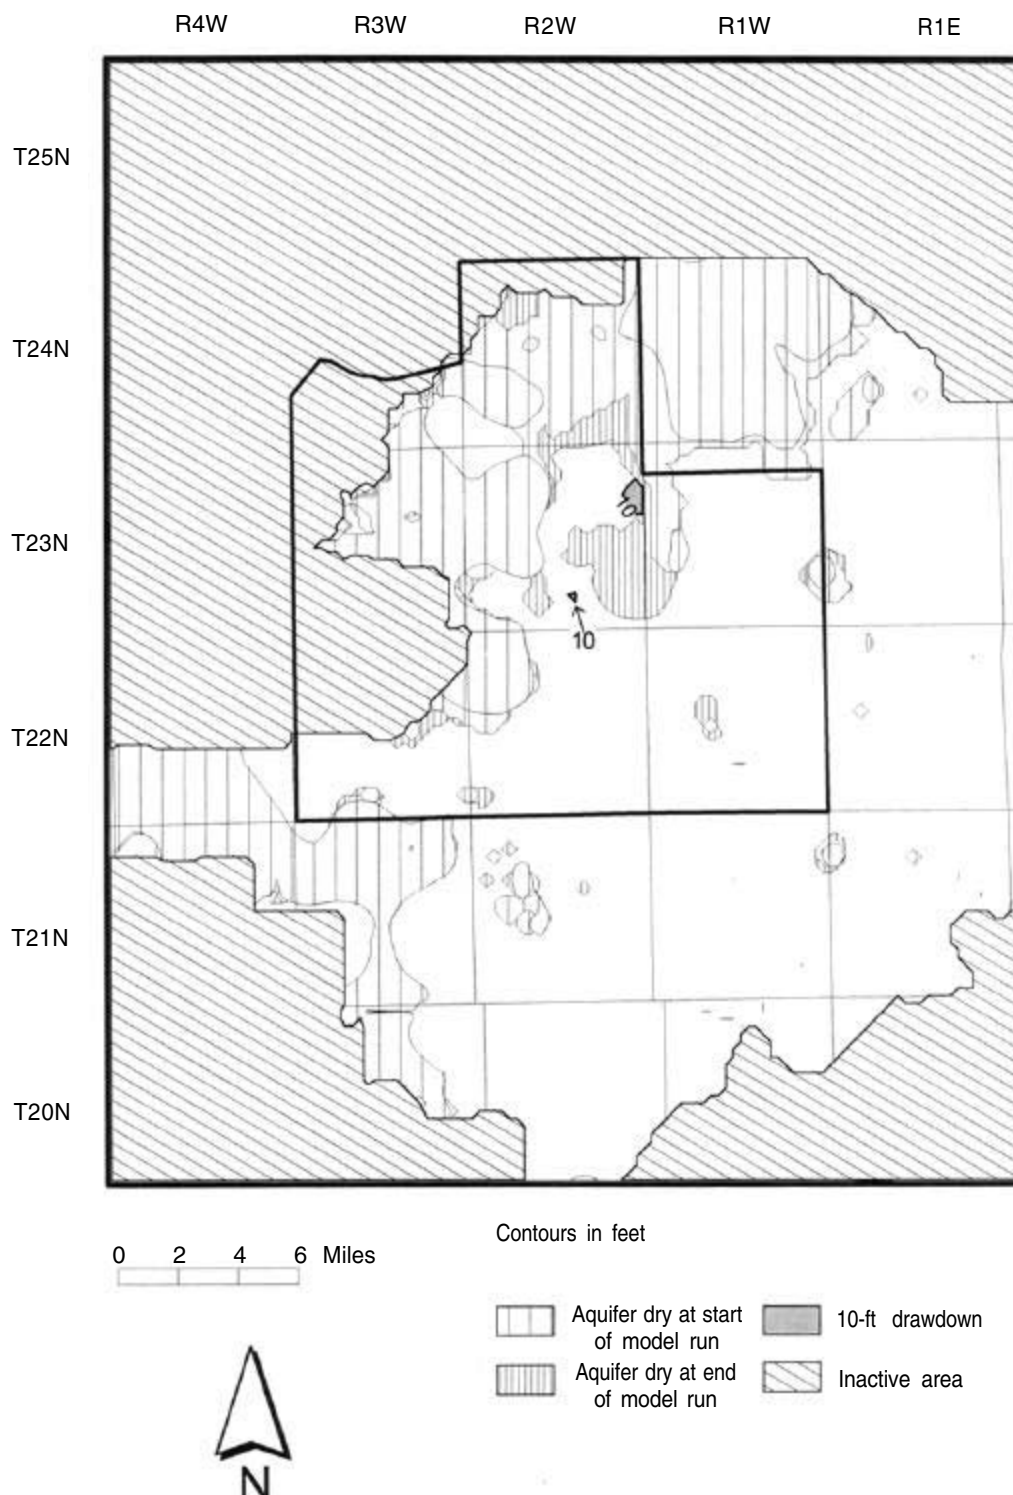 R4W R3W R2W R1W R1E
T25N
T24N
T23N
10
10
T22N
T21N
T20N
Contours in feet
0 2 4 6 Miles
Aquifer dry at start
of model run
10-ft drawdown
Aquifer dry at end
of model run
Inactive area
N